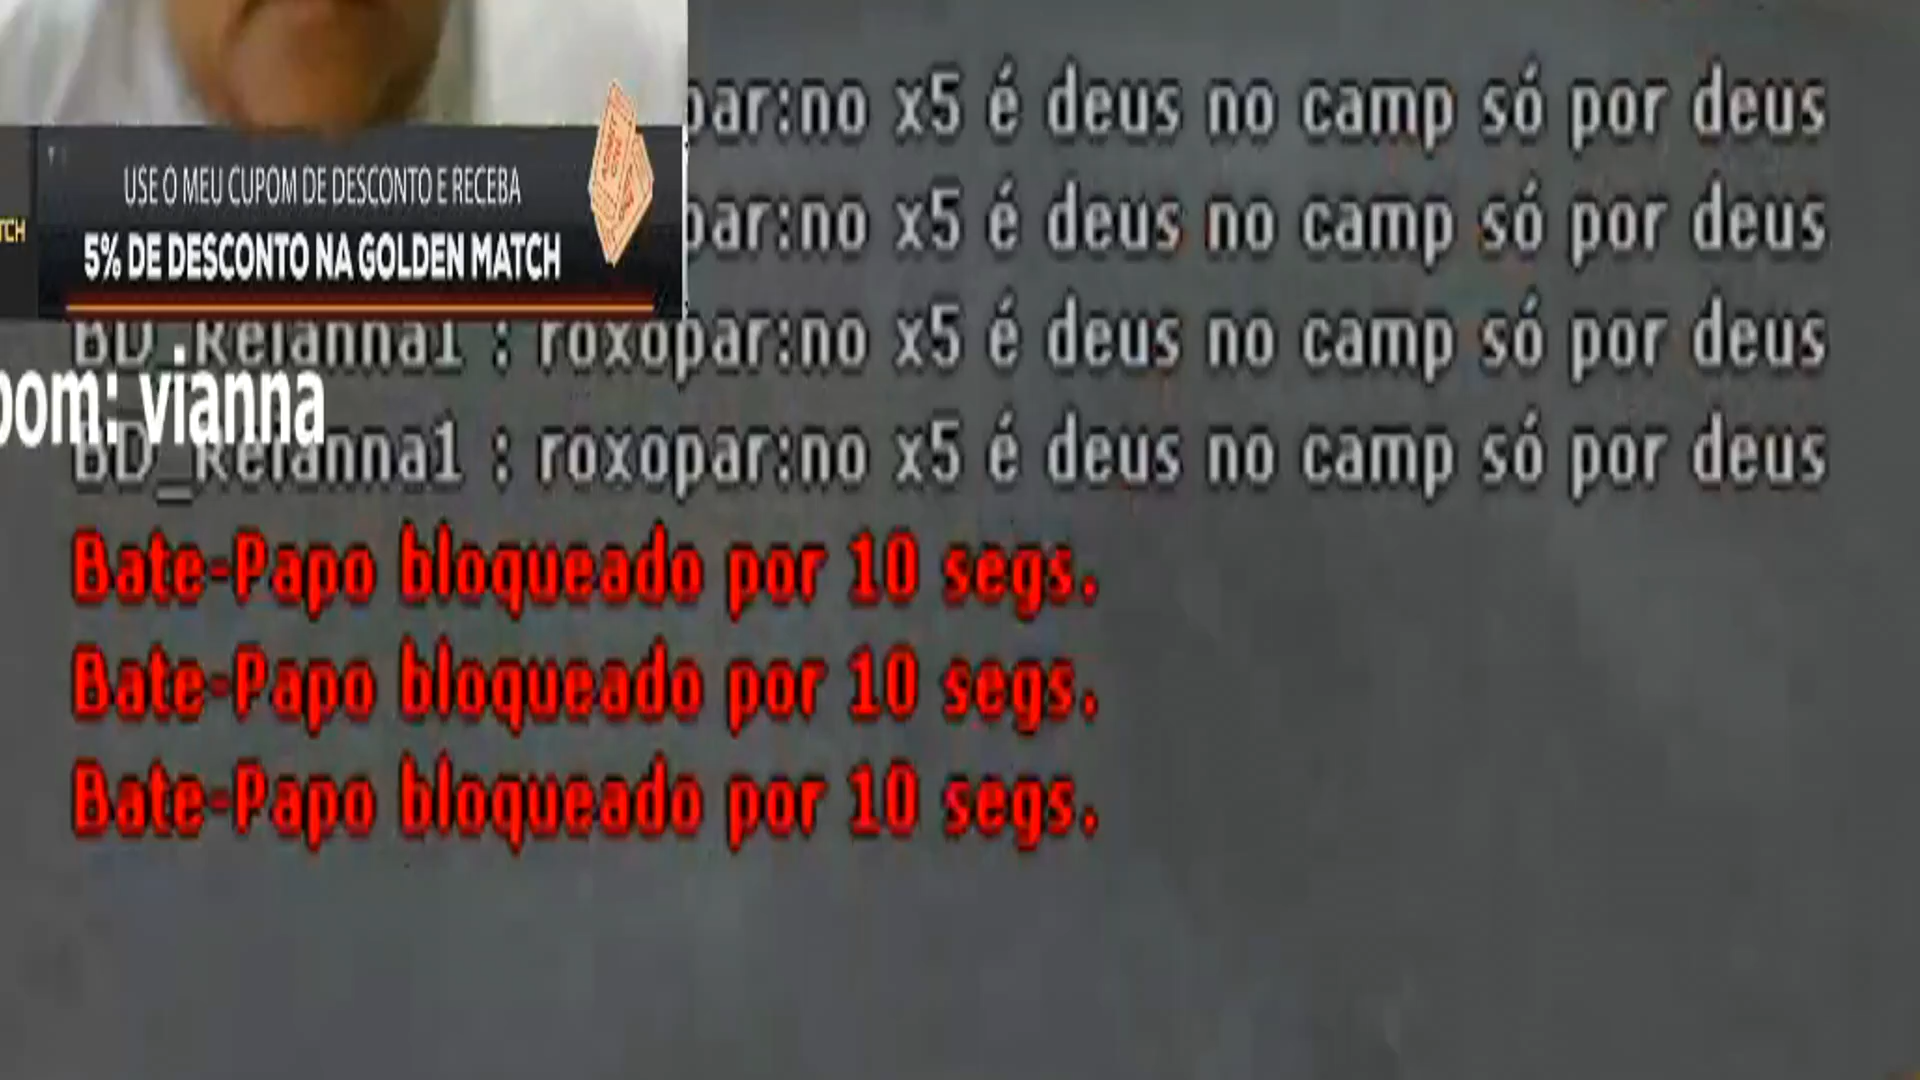 par:no x5 é deus no camp só por deus
USE O MEU CUPOM DE DESCONTO E RECEBA
par:no x5 é deus no camp só por deus
TCH
5% DE DESCONTO NA GOLDEN MATCH
BD_Relanna1 : roxopar:no x5 é deus no camp só por deus
pom: vianna
BD_Relanna1 : roxopar:no x5 é deus no camp só por deus
Bate-Papo bloqueado por 10 segs.
Bate-Papo bloqueado por 10 segs.
Bate-Papo bloqueado por 10 segs.